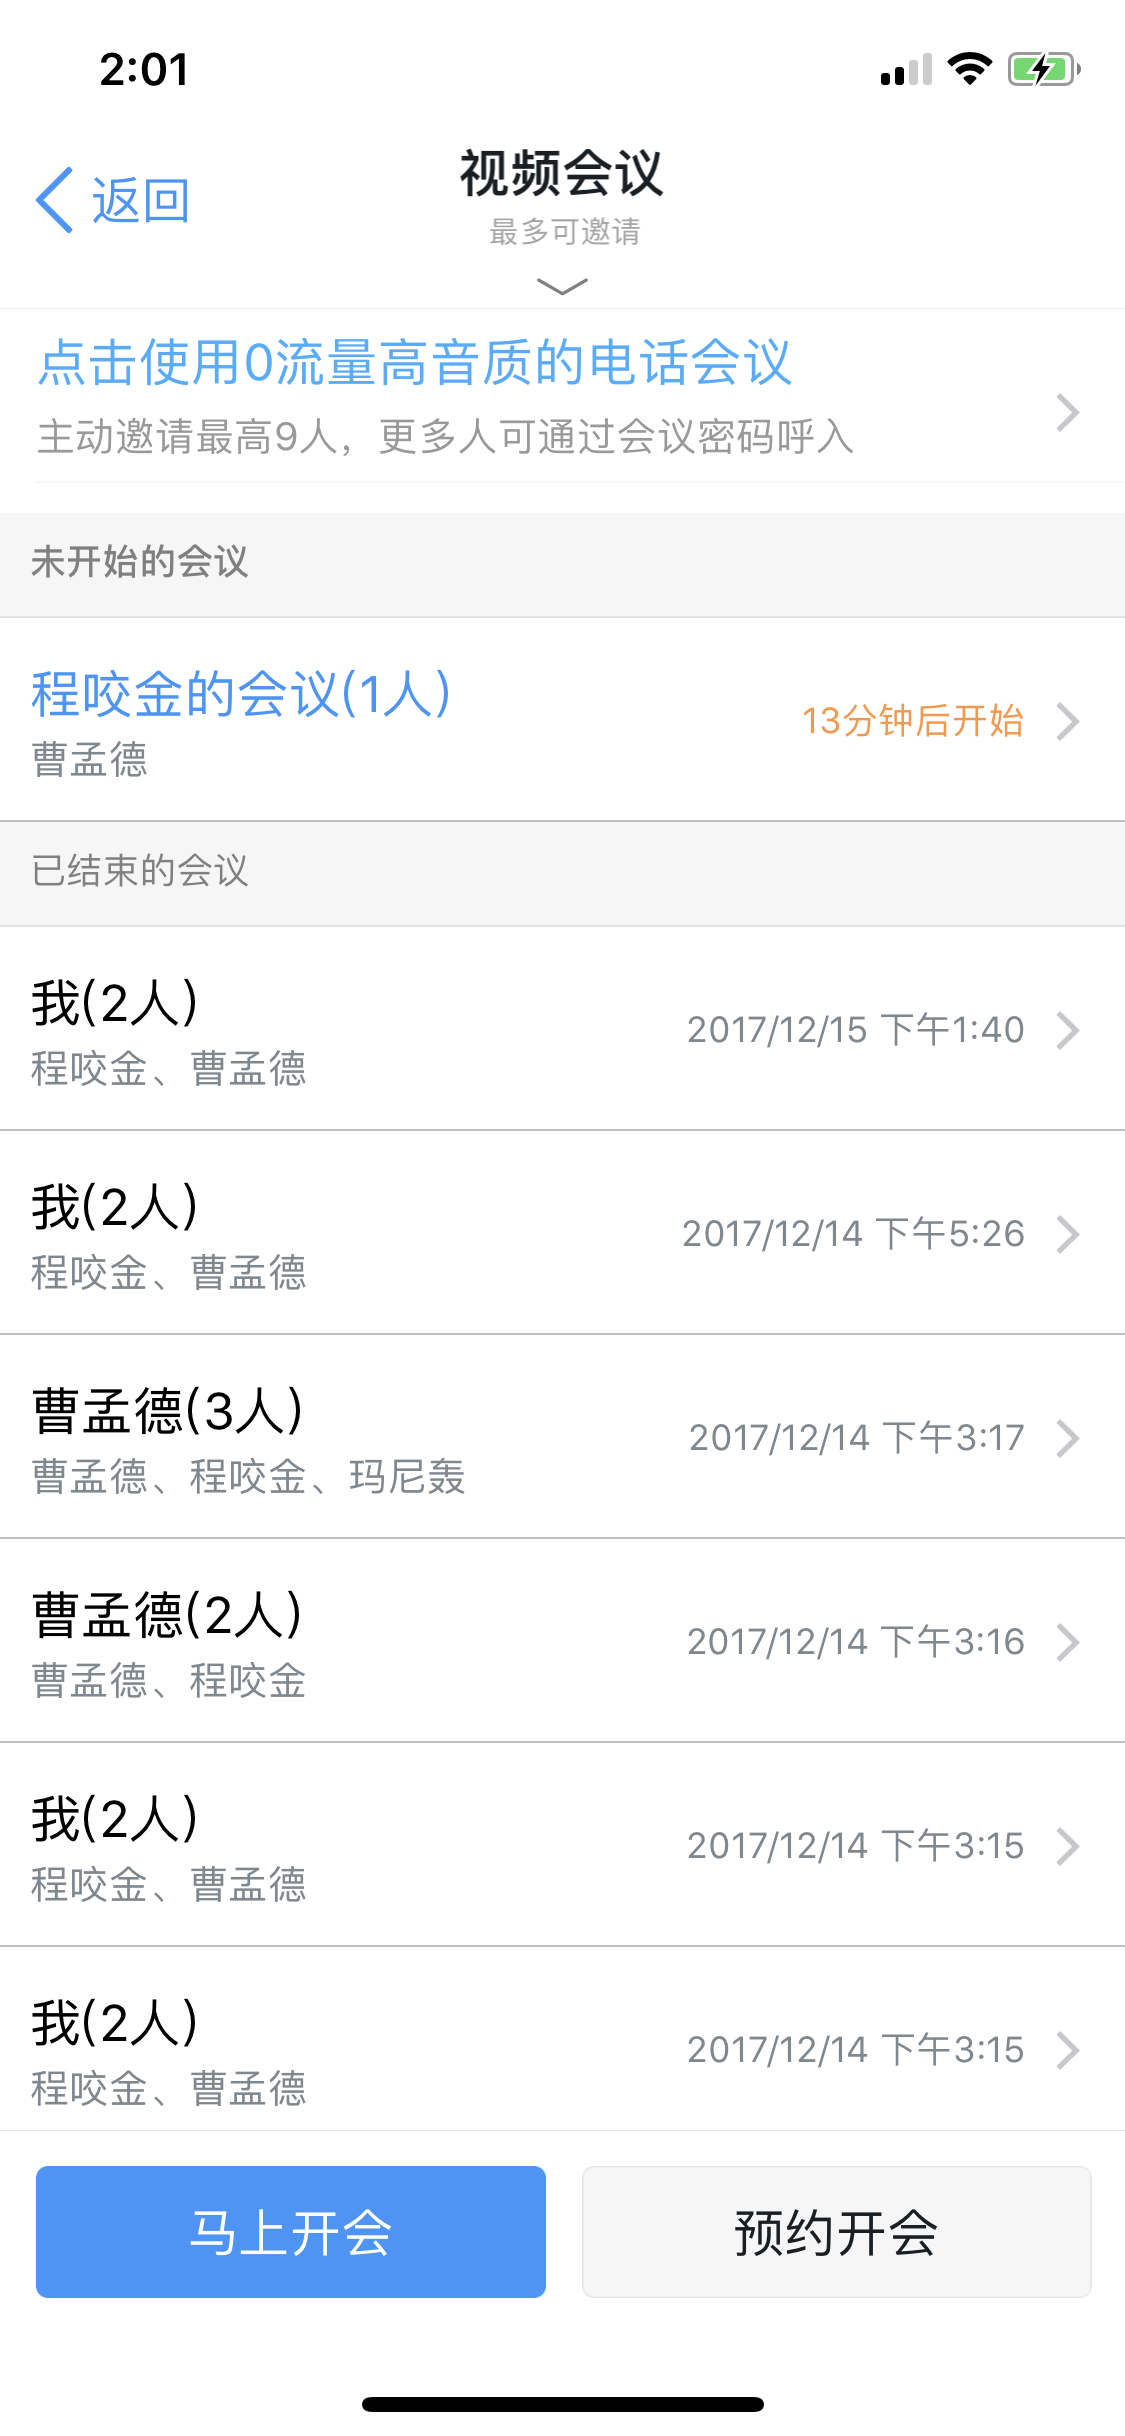 2:01
返回
视频会议
最多可邀请
点击使用0流量高音质的电话会议
主动邀请最高9人，更多人可通过会议密码呼入
未开始的会议
程咬金的会议(1人)
13分钟后开始
曹孟德
已结束的会议
我(2人)
2017/12/15 下午1:40
程咬金、曹孟德
我(2人)
2017/12/14 下午5:26
程咬金、曹孟德
曹孟德(3人)
2017/12/14 下午3:17
曹孟德、程咬金、玛尼轰
曹孟德(2人)
2017/12/14 下午3:16
曹孟德、程咬金
我(2人)
2017/12/14 下午3:15
程咬金、曹孟德
我(2人)
2017/12/14 下午3:15
程咬金、曹孟德
马上开会
预约开会